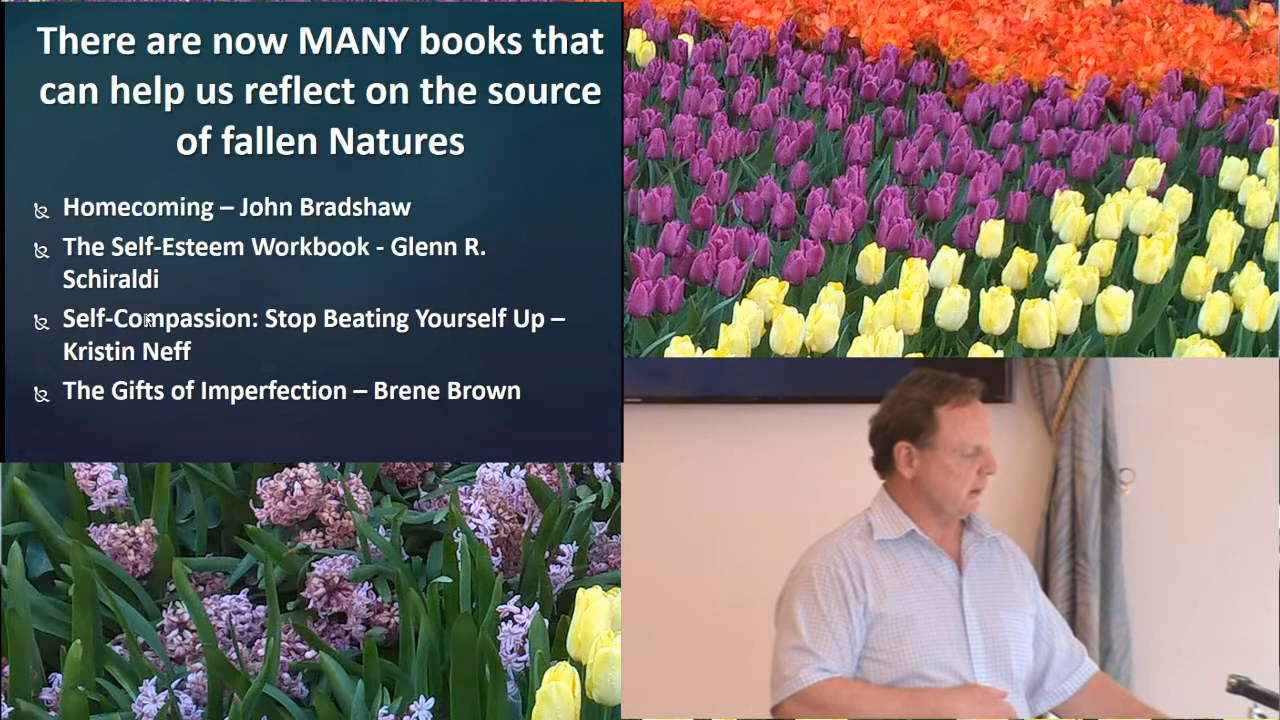 There are now MANY books that
can help us reflect on the source
of fallen Natures
Homecoming – John Bradshaw
The Self-Esteem Workbook - Glenn R.
Schiraldi
Self-Compassion: Stop Beating Yourself Up –
Kristin Neff
The Gifts of Imperfection – Brene Brown